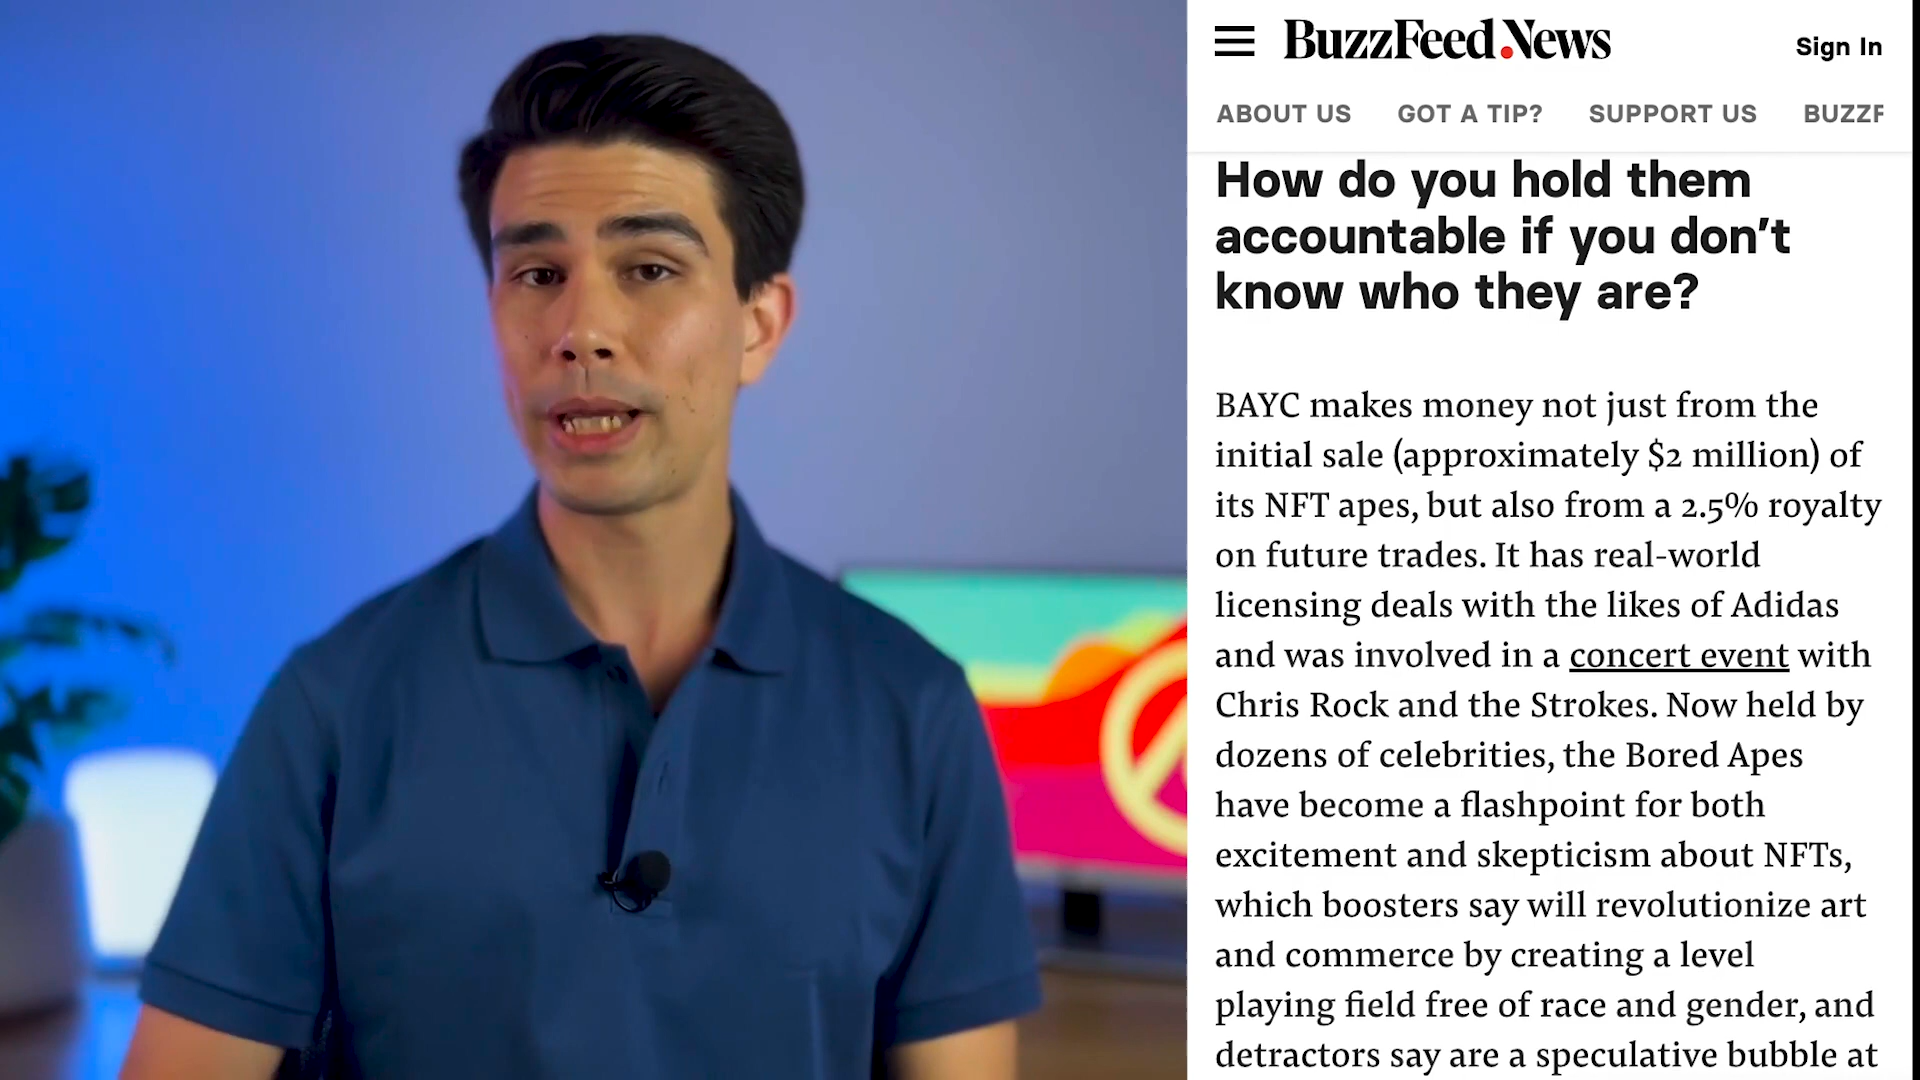 BuzzFeed News
Sign In
ABOUT US GOT A TIP? SUPPORT US BUZZF
How do you hold them
accountable if you don’t
know who they are?
BAYC makes money not just from the
initial sale (approximately $2 million) of
its NFT apes, but also from a 2.5% royalty
on future trades. It has real-world
licensing deals with the likes of Adidas
and was involved in a concert event with
Chris Rock and the Strokes. Now held by
dozens of celebrities, the Bored Apes
have become a flashpoint for both
excitement and skepticism about NFTs,
which boosters say will revolutionize art
and commerce by creating a level
playing field free of race and gender, and
detractors say are a speculative bubble at